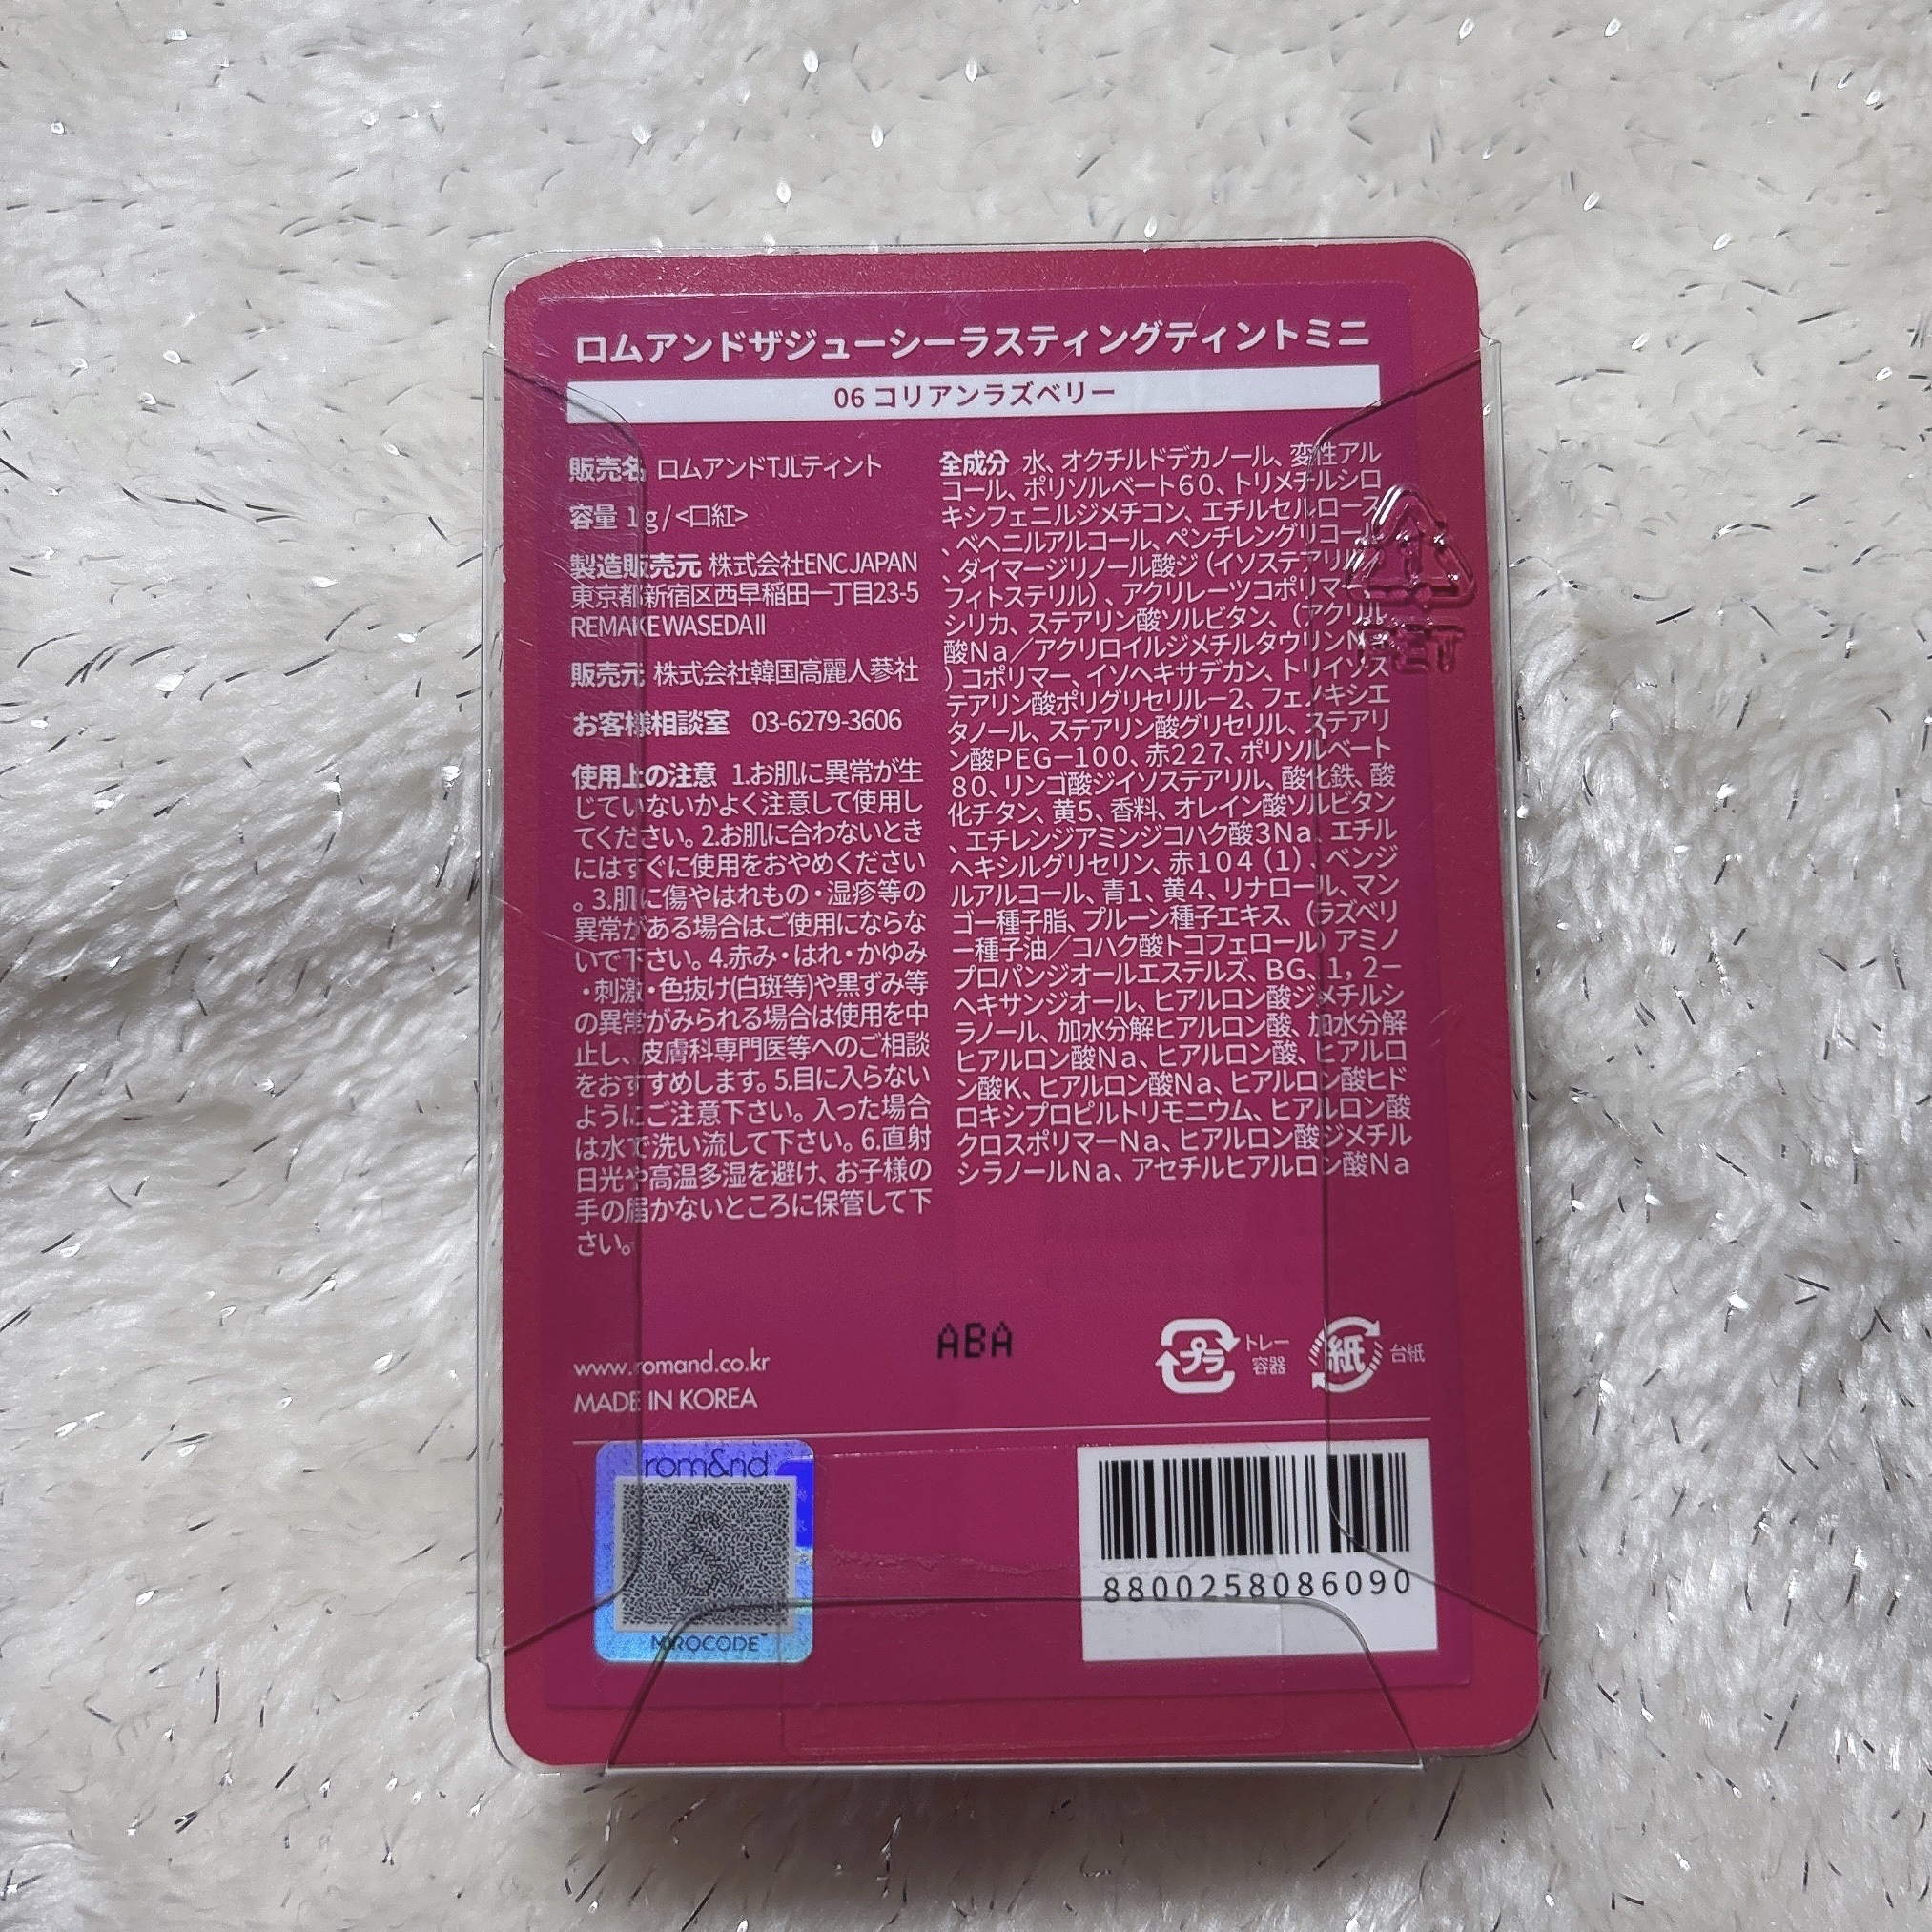 ロムアンドザジューシーラスティングティントミニ
06 コリアンラズベリー
販売名 ロムアンドTJLティント
容量 1g/<口紅>
製造販売元 株式会社ENC JAPAN
東京都新宿区西早稲田一丁目23-5
REMAKE WASEDAⅡ
販売元 株式会社韓国高麗人蔘社
お客様相談室 03-6279-3606
使用上の注意 1.お肌に異常が生
じていないかよく注意して使用し
てください。2.お肌に合わないとき
にはすぐに使用をおやめください
。3.肌に傷やはれもの・湿疹等の
異常がある場合はご使用にならな
いで下さい。4.赤み・はれ・かゆみ
・刺激・色抜け(白斑等)や黒ずみ等
の異常がみられる場合は使用を中
止し、皮膚科専門医等へのご相談
をおすすめします。5.目に入らない
ようにご注意下さい。入った場合
は水で洗い流して下さい。6.直射
日光や高温多湿を避け、お子様の
手の届かないところに保管して下
さい。
全成分 水、オクチルドデカノール、変性アル
コール、ポリソルベート60、トリメチルシロ
キシフェニルジメチコン、エチルセルロース
、ベヘニルアルコール、ペンチレングリコール
、ダイマージリノール酸ジ(イソステアリル/
フィトステリル)、アクリレーツコポリマー、
シリカ、ステアリン酸ソルビタン、(アクリル
酸Na/アクリロイルジメチルタウリンNa
)コポリマー、イソヘキサデカン、トリイソス
テアリン酸ポリグリセリル-2、フェノキシエ
タノール、ステアリン酸グリセリル、ステアリ
ン酸PEG-100、赤227、ポリソルベート
80、リンゴ酸ジイソステアリル、酸化鉄、酸
化チタン、黄5、香料、オレイン酸ソルビタン
、エチレンジアミンジコハク酸3Na、エチル
ヘキシルグリセリン、赤104(1)、ベンジ
ルアルコール、青1、黄4、リナロール、マン
ゴー種子脂、プルーン種子エキス、(ラズベリ
ー種子油/コハク酸トコフェロール)アミノ
プロパンジオールエステルズ、BG、1,2-
ヘキサンジオール、ヒアルロン酸ジメチルシ
ラノール、加水分解ヒアルロン酸、加水分解
ヒアルロン酸Na、ヒアルロン酸、ヒアルロ
ン酸K、ヒアルロン酸Na、ヒアルロン酸ヒド
ロキシプロピルトリモニウム、ヒアルロン酸
クロスポリマーNa、ヒアルロン酸ジメチル
シラノールNa、アセチルヒアルロン酸Na
PET
ABA
www.romand.co.kr
MADE IN KOREA
プラ
トレー
容器
紙
台紙
rom&nd
MIROCODE
8800258086090